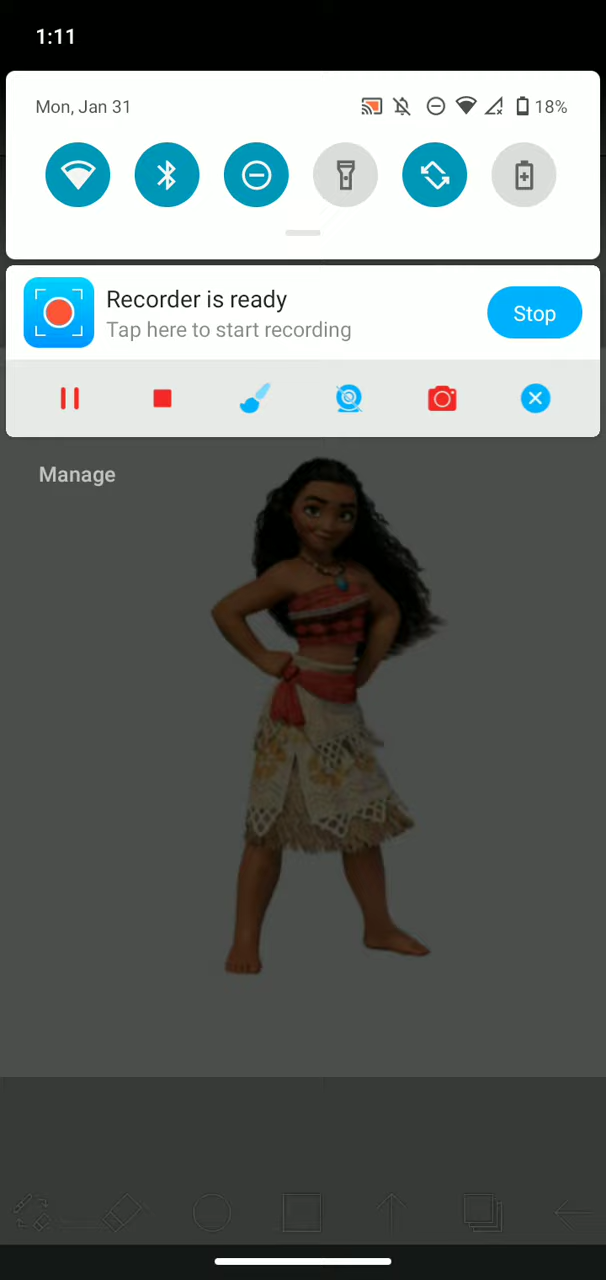 1:11
Mon, Jan 31
18%
Recorder is ready
Tap here to start recording
Stop
Manage